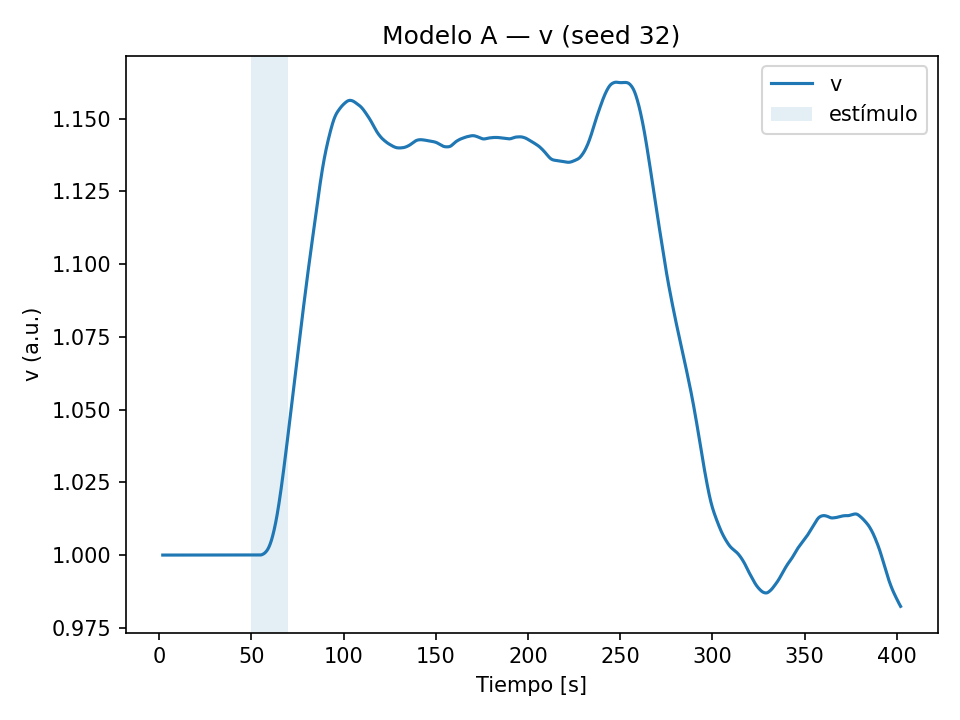 Modelo A — v (seed 32)
v
estímulo
1.150
1.125
1.100
1.075
1.050
1.025
1.000
0.975
v (a.u.)
0 50 100 150 200 250 300 350 400
Tiempo [s]